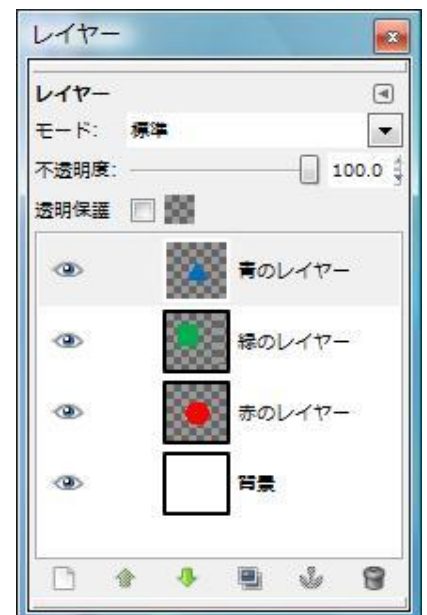 レイヤー
レイヤー
モード: 標準
不透明度: 100.0
透明保護
青のレイヤー
緑のレイヤー
赤のレイヤー
背景